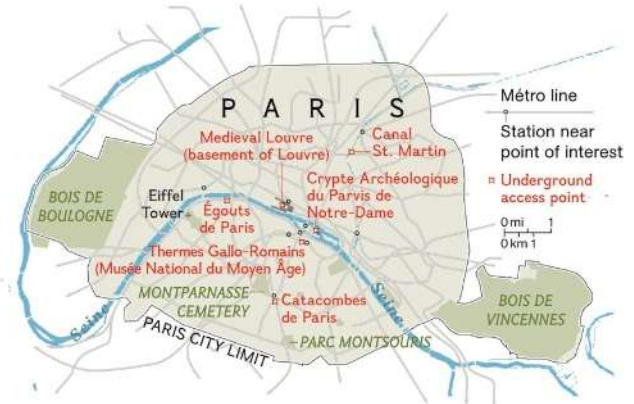 PARIS
Métro line
Station near
point of interest
Underground
access point
0 mi 1
0 km 1
Medieval Louvre
(basement of Louvre)
Canal
St. Martin
Crypte Archéologique
du Parvis de
Notre-Dame
BOIS DE
BOULOGNE
Eiffel
Tower
Égouts
de Paris
Thermes Gallo-Romains
(Musée National du Moyen Âge)
MONTPARNASSE
CEMETERY
Catacombes
de Paris
Seine
Seine
BOIS DE
VINCENNES
PARIS CITY LIMIT
PARC MONTSOURIS